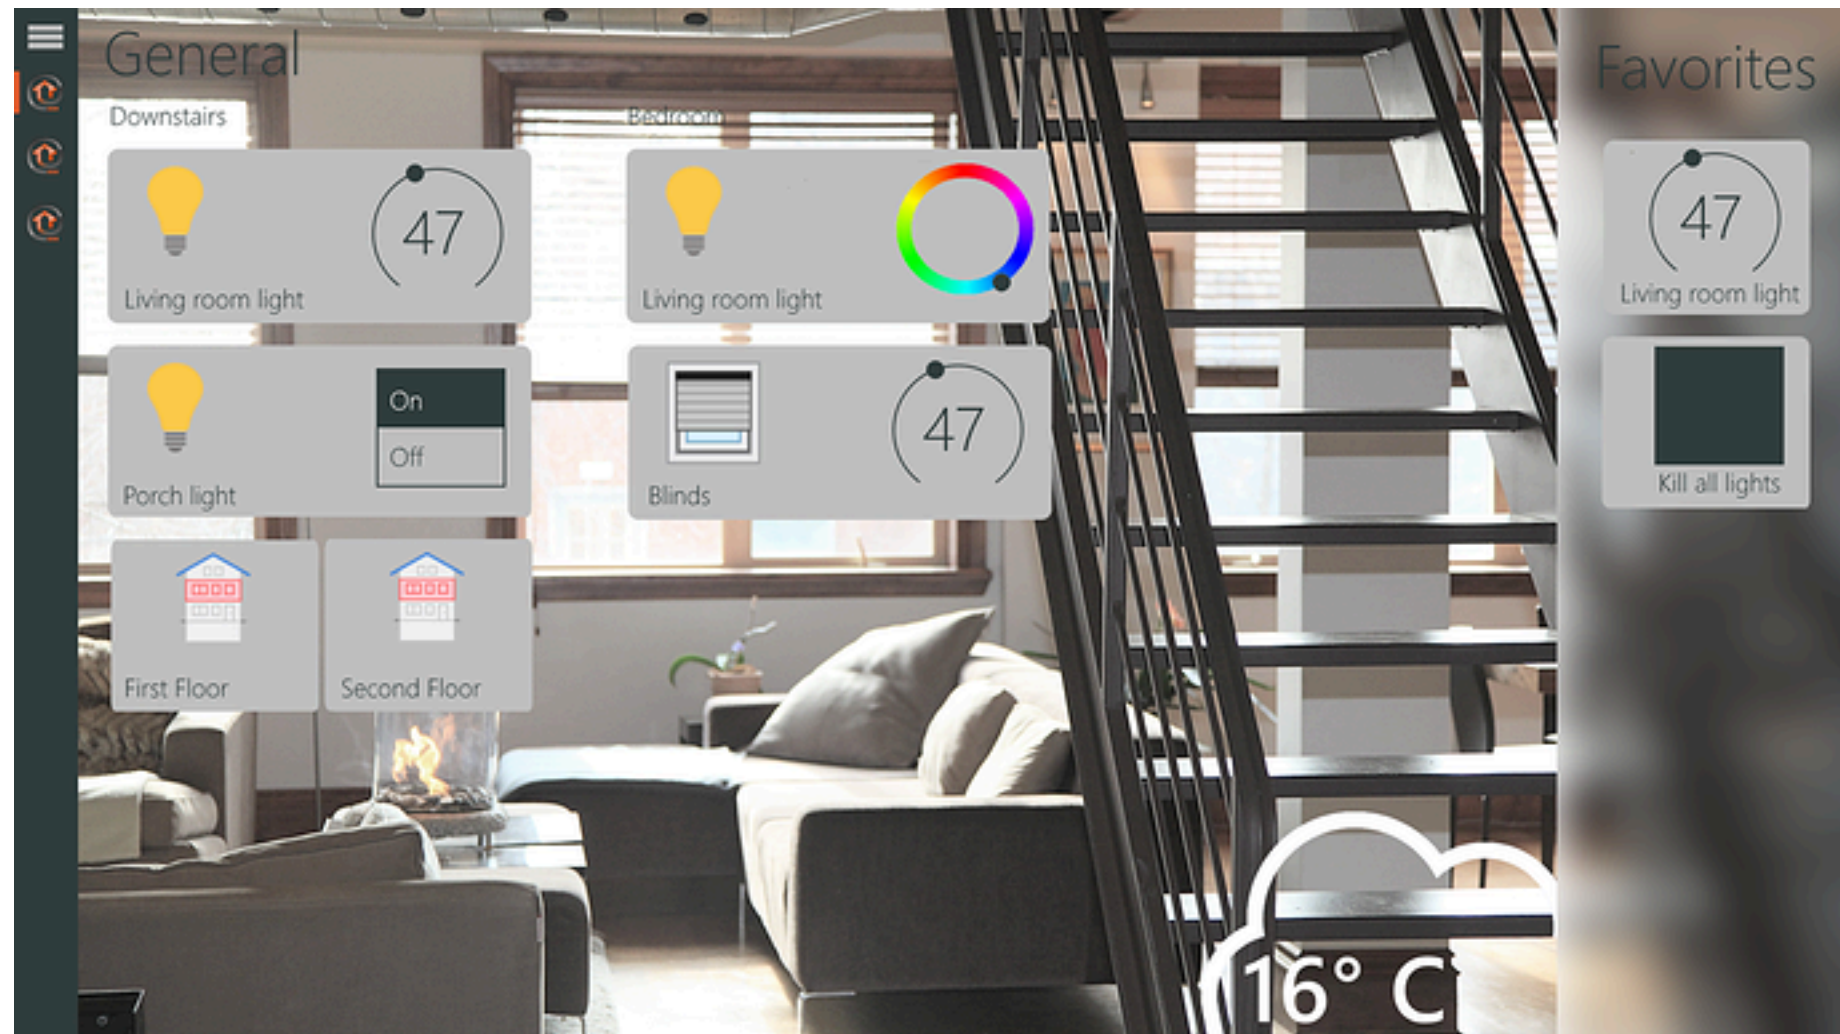 General
Downstairs
Living room light
47
Porch light
On
Off
First Floor
Second Floor
Bedroom
Living room light
Blinds
47
16° C
Favorites
47
Living room light
Kill all lights